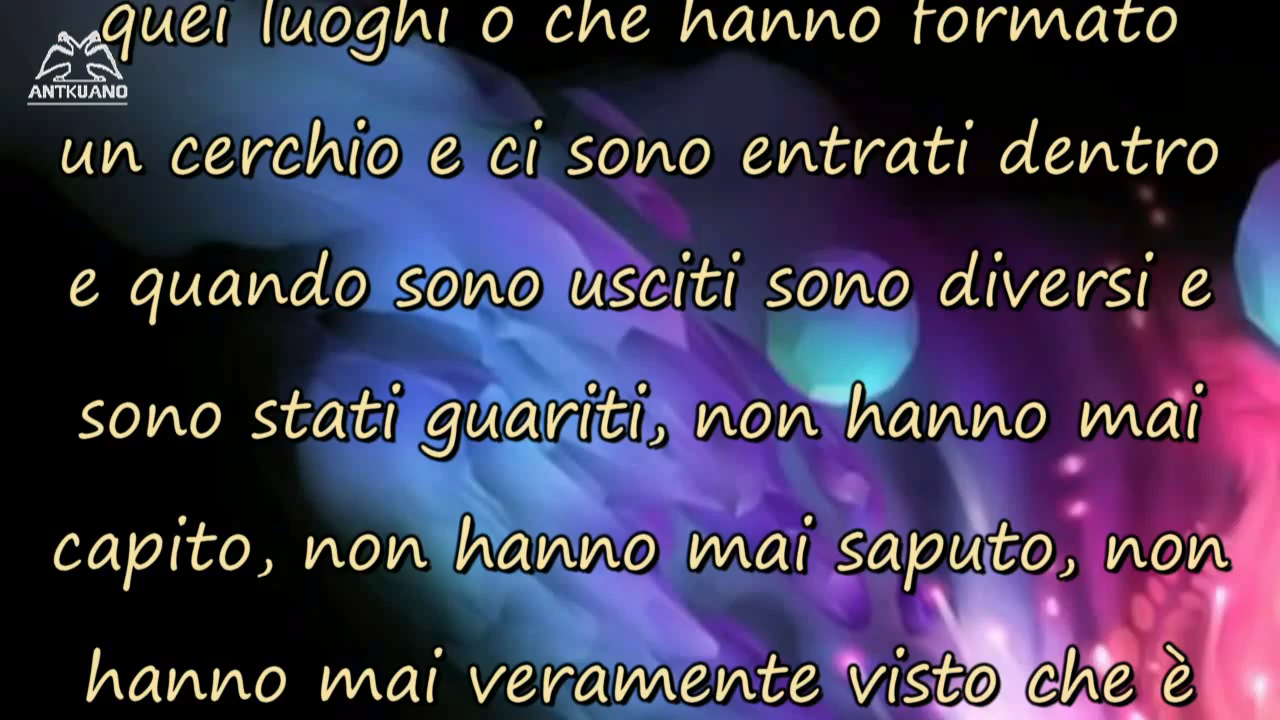 quei luoghi o che hanno formato
ANTKUANO
un cerchio e ci sono entrati dentro
e quando sono usciti sono diversi e
sono stati guariti, non hanno mai
capito, non hanno mai saputo, non
hanno mai veramente visto che è